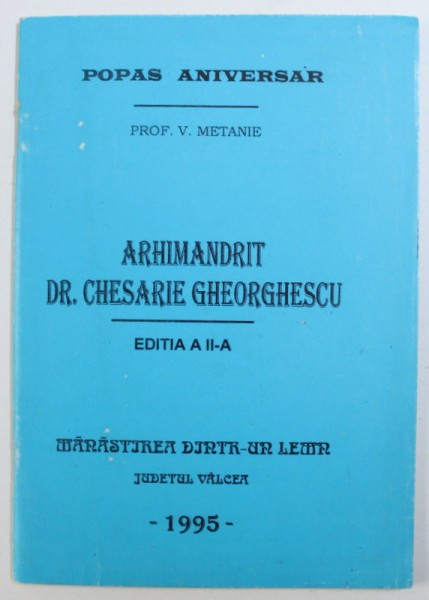 POPAS ANIVERSAR
PROF. V. METANIE
ARHIMANDRIT
DR. CHESARIE GHEORGHESCU
EDITIA A II-A
MĂNĂSTIREA DINTR-UN LEMN
JUDETUL VÂLCEA
- 1995 -